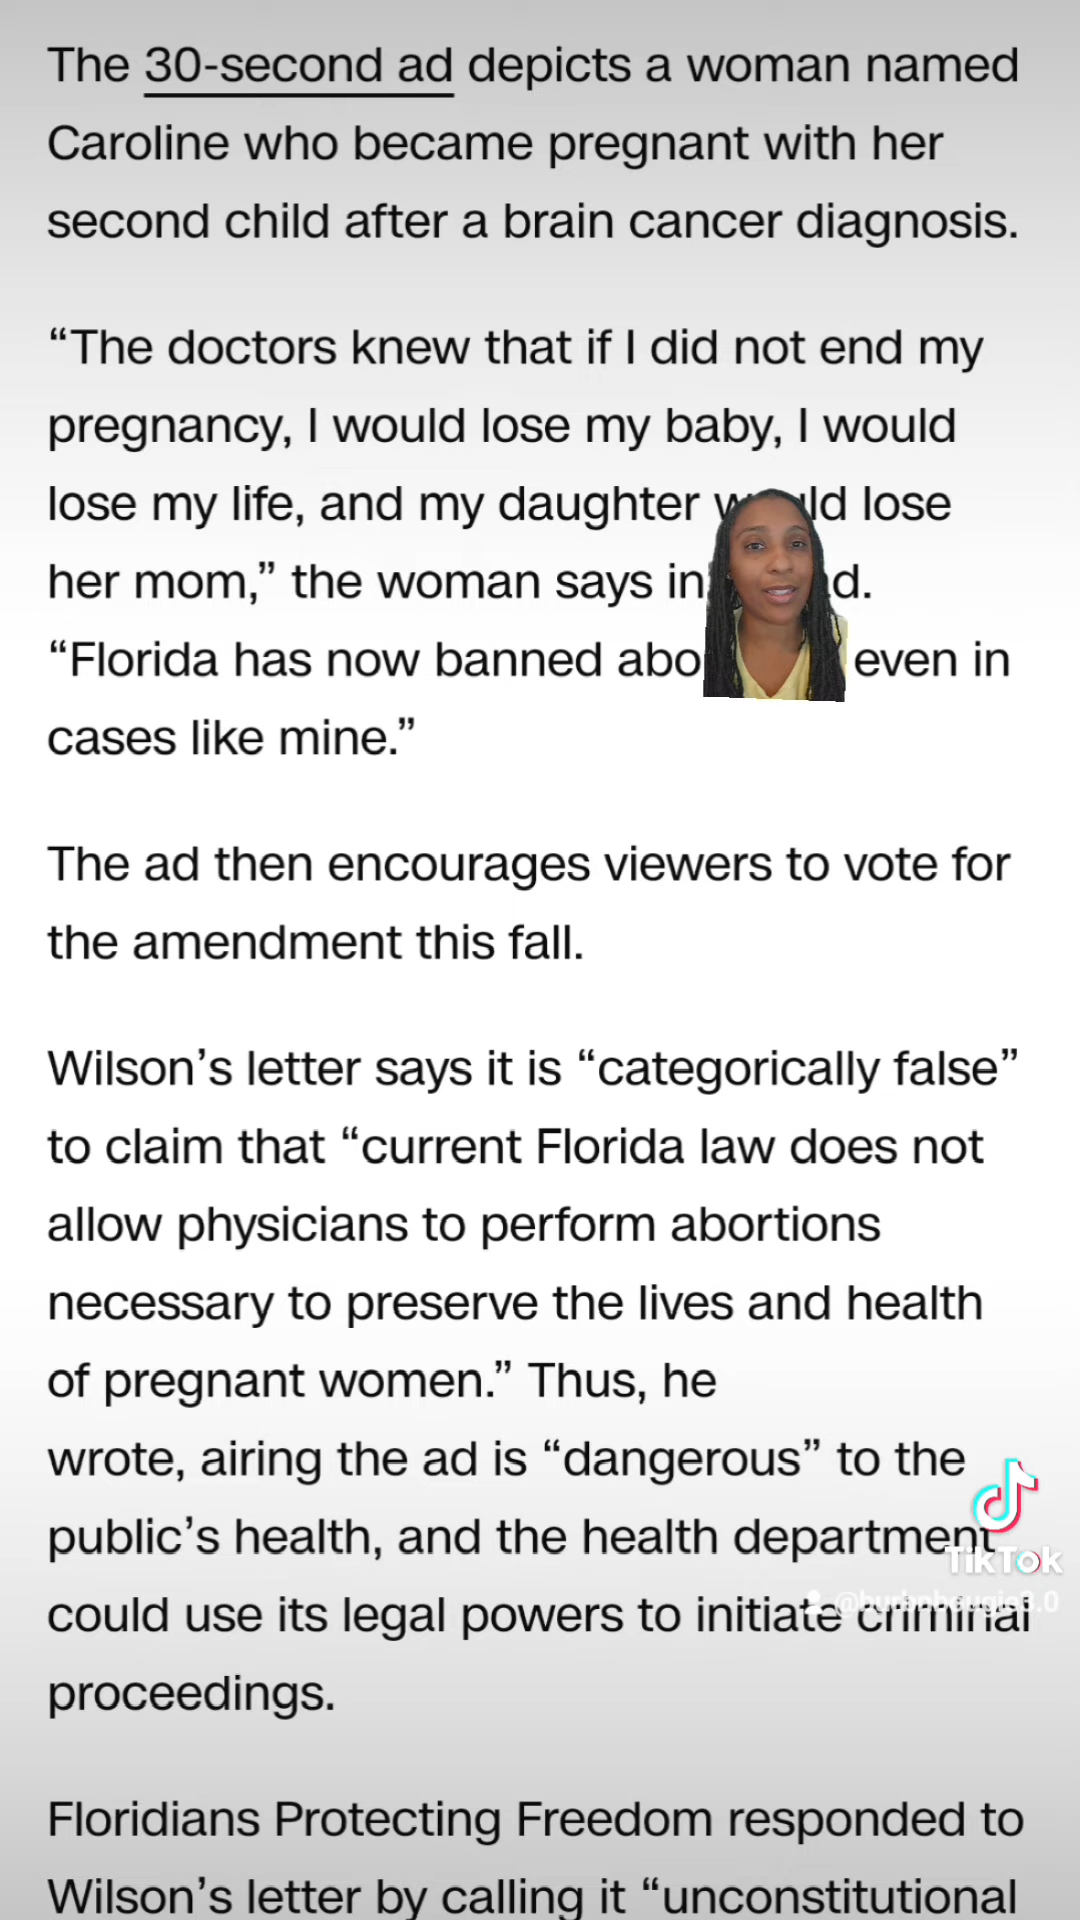 The 30-second ad depicts a woman named
Caroline who became pregnant with her
second child after a brain cancer diagnosis.
“The doctors knew that if I did not end my
pregnancy, I would lose my baby, I would
lose my life, and my daughter would lose
her mom,” the woman says in
“Florida has now banned even in
cases like mine.”
The ad then encourages viewers to vote for
the amendment this fall.
Wilson’s letter says it is “categorically false”
to claim that “current Florida law does not
allow physicians to perform abortions
necessary to preserve the lives and health
of pregnant women.” Thus, he
wrote, airing the ad is “dangerous” to the
public’s health, and the health department
TikTok
could use its legal powers to initiate criminal
proceedings.
Floridians Protecting Freedom responded to
Wilson’s letter by calling it “unconstitutional